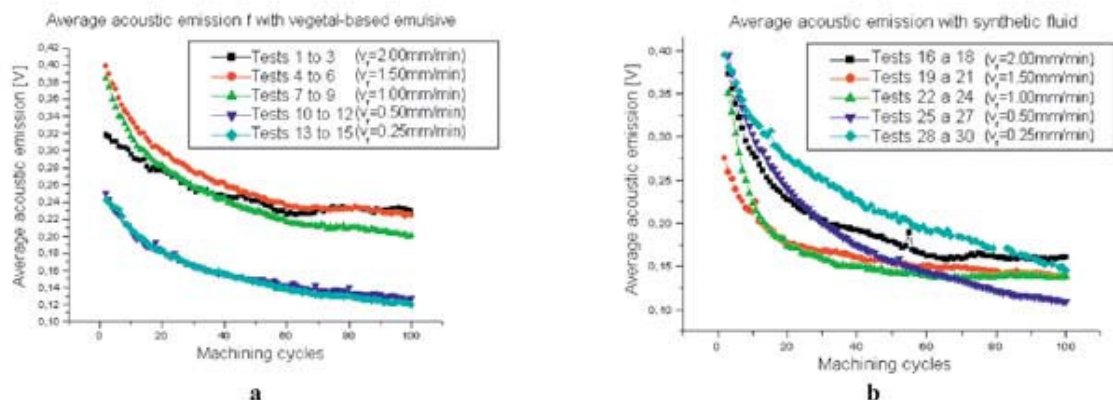 Average acoustic emission f with vegetal-based emulsive
Average acoustic emission [V]
0,42
0,40
0,38
0,36
0,34
0,32
0,30
0,28
0,26
0,24
0,22
0,20
0,18
0,16
0,14
0,12
0,10
Tests 1 to 3 (vf=2.00mm/min)
Tests 4 to 6 (vf=1.50mm/min)
Tests 7 to 9 (vf=1.00mm/min)
Tests 10 to 12 (vf=0.50mm/min)
Tests 13 to 15 (vf=0.25mm/min)
0 20 40 60 80 100
Machining cycles
a
Average acoustic emission with synthetic fluid
Average acoustic emission [V]
0,40
0,35
0,30
0,25
0,20
0,15
0,10
Tests 16 a 18 (vf=2.00mm/min)
Tests 19 a 21 (vf=1.50mm/min)
Tests 22 a 24 (vf=1.00mm/min)
Tests 25 a 27 (vf=0.50mm/min)
Tests 28 a 30 (vf=0.25mm/min)
0 20 40 60 80 100
Machining cycles
b